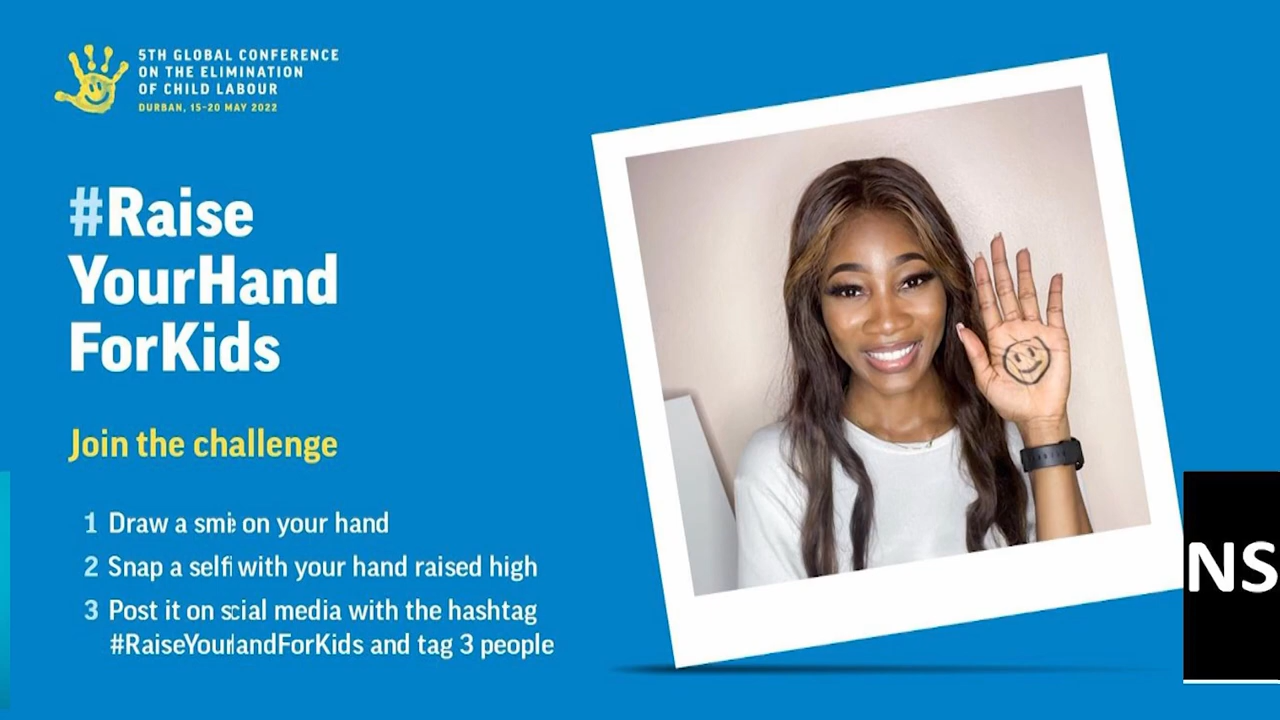 5TH GLOBAL CONFERENCE
ON THE ELIMINATION
OF CHILD LABOUR
DURBAN, 15-20 MAY 2022
#Raise
YourHand
ForKids
Join the challenge
1 Draw a smi on your hand
2 Snap a self with your hand raised high
3 Post it on scial media with the hashtag
#RaiseYourlandForKids and tag 3 people
NS